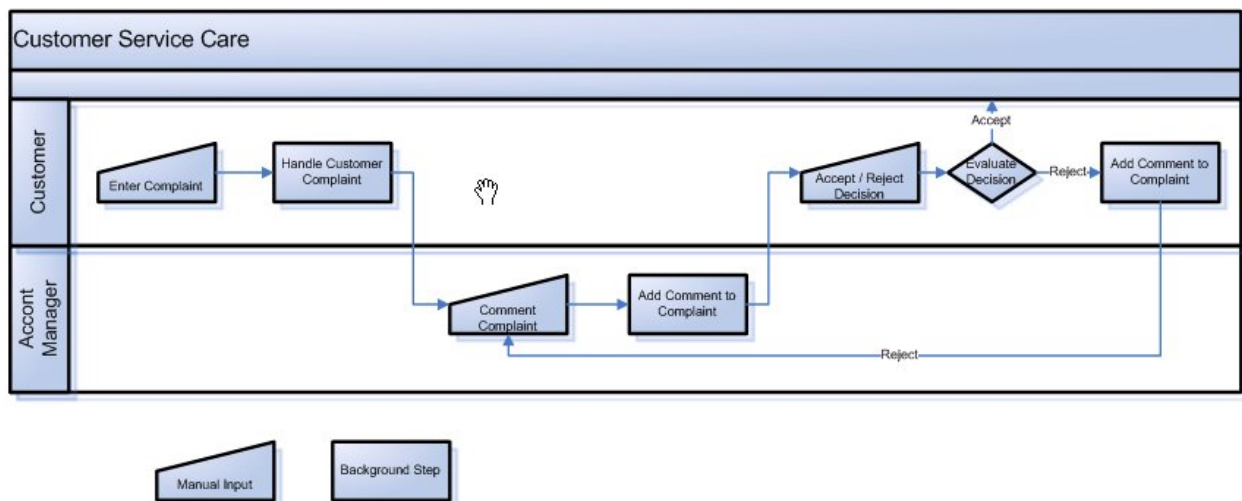 Customer Service Care
Customer
Enter Complaint
Handle Customer
Complaint
Accept / Reject
Decision
Accept
Evaluate
Decision
Reject
Add Comment to
Complaint
Accont
Manager
Comment
Complaint
Add Comment to
Complaint
Reject
Manual Input
Background Step